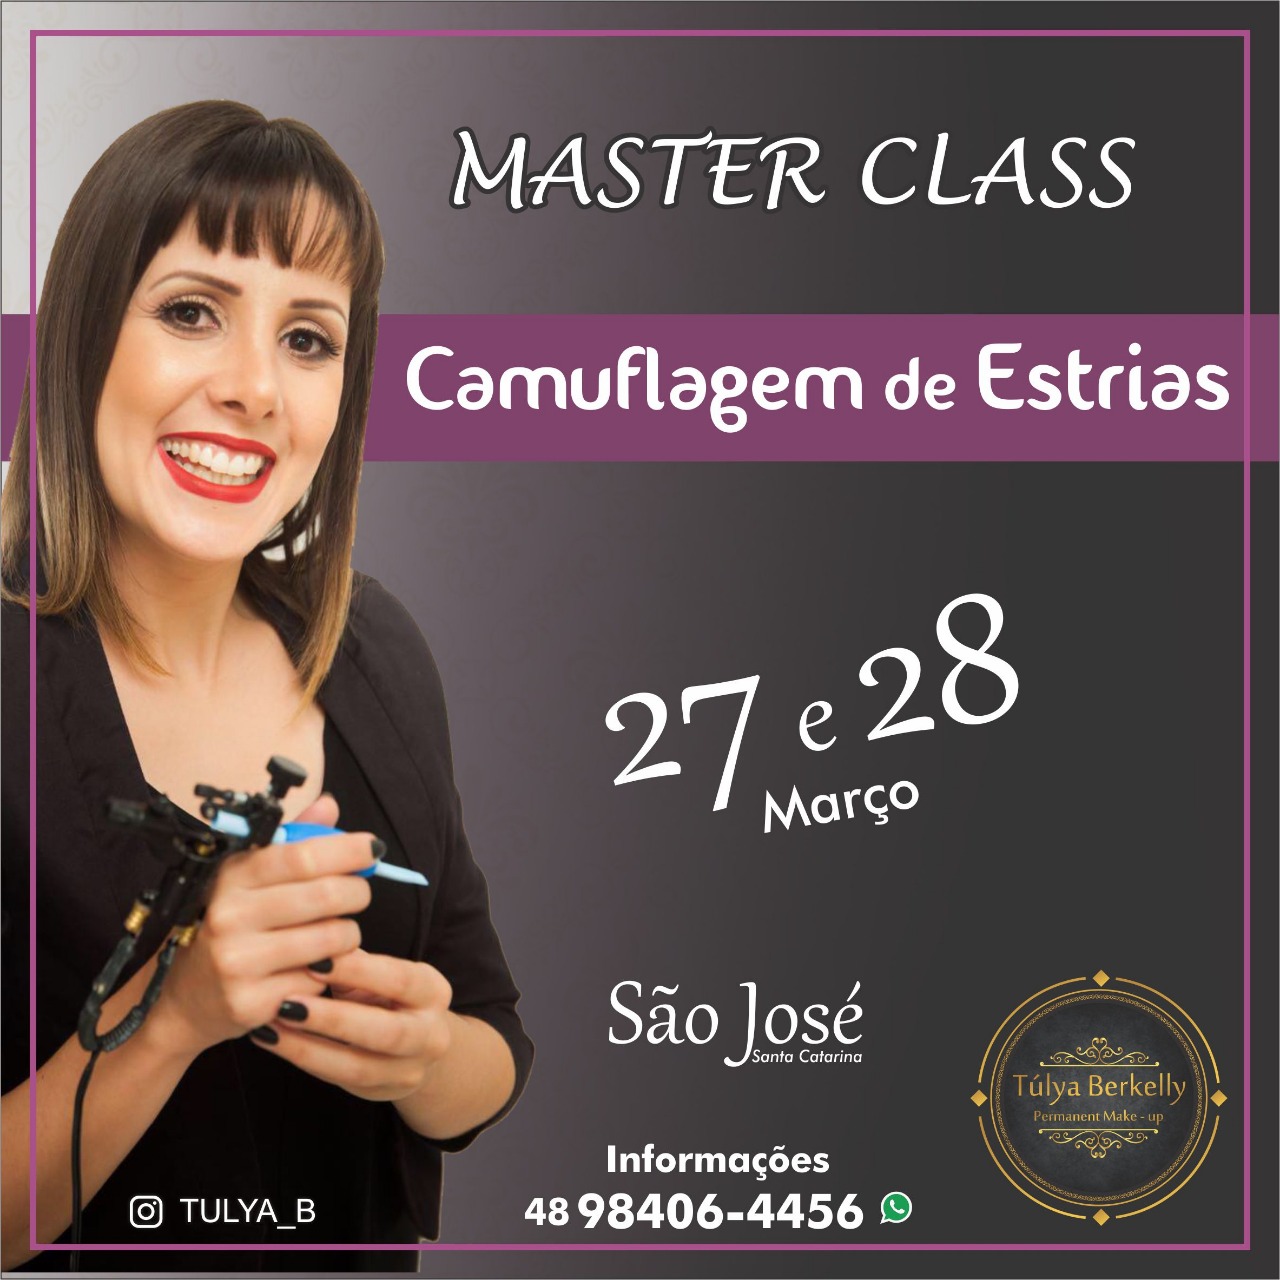 MASTER CLASS
Camuflagem de Estrias
27 e 28
Março
São José
Santa Catarina
Túlya Berkelly
Permanent Make - up
Informações
48 98406-4456
TULYA_B